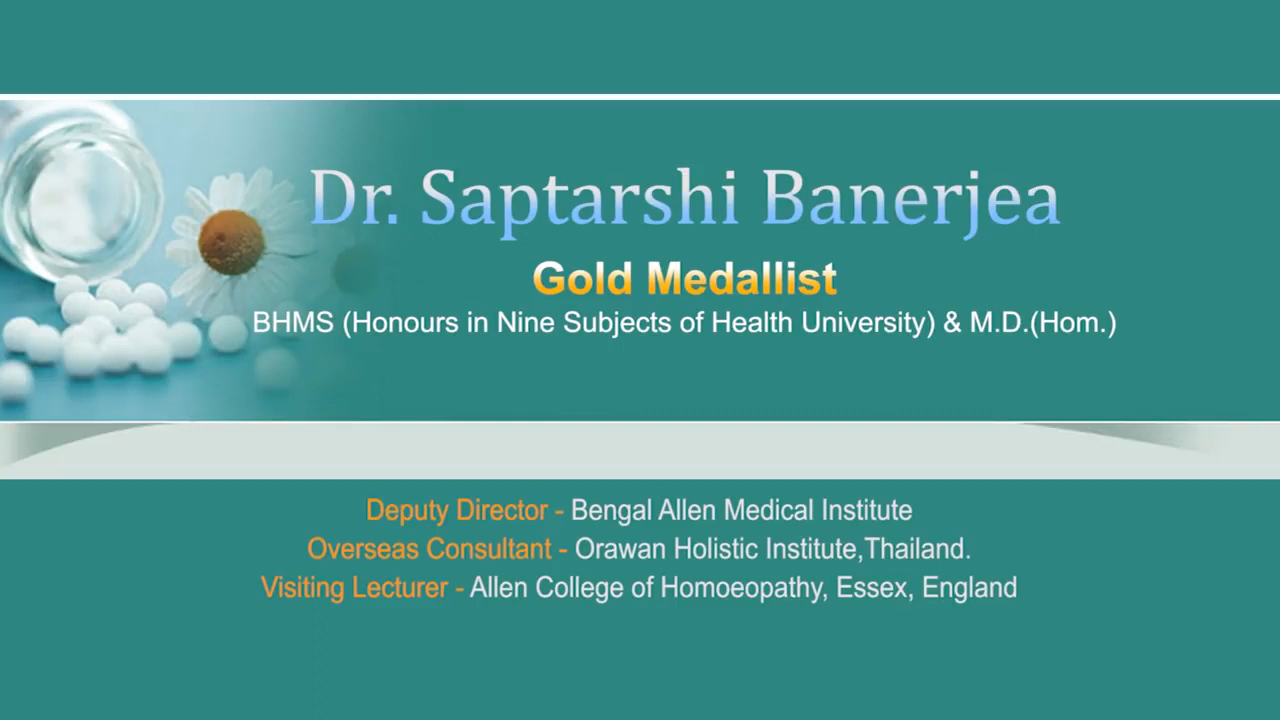 Dr. Saptarshi Banerjea
Gold Medallist
BHMS (Honours in Nine Subjects of Health University) & M.D.(Hom.)
Deputy Director - Bengal Allen Medical Institute
Overseas Consultant - Orawan Holistic Institute,Thailand.
Visiting Lecturer - Allen College of Homoeopathy, Essex, England